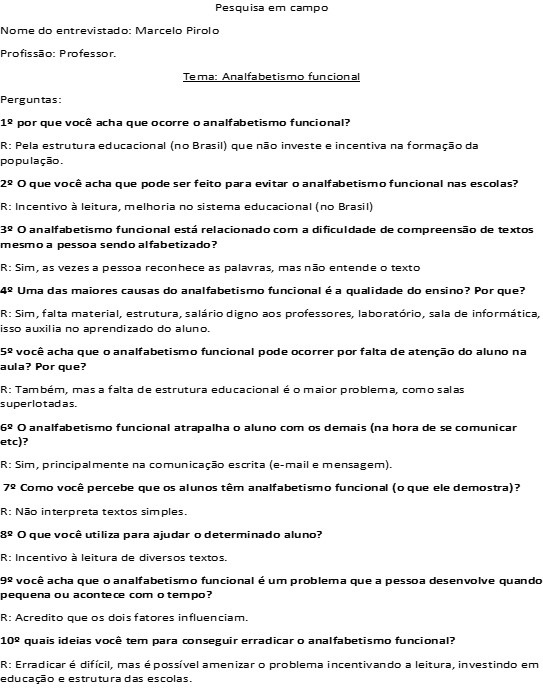 Pesquisa em campo
Nome do entrevistado: Marcelo Pirolo
Profissão: Professor.
Tema: Analfabetismo funcional
Perguntas:
1º por que você acha que ocorre o analfabetismo funcional?
R: Pela estrutura educacional (no Brasil) que não investe e incentiva na formação da
população.
2º O que você acha que pode ser feito para evitar o analfabetismo funcional nas escolas?
R: Incentivo à leitura, melhoria no sistema educacional (no Brasil)
3º O analfabetismo funcional está relacionado com a dificuldade de compreensão de textos
mesmo a pessoa sendo alfabetizado?
R: Sim, as vezes a pessoa reconhece as palavras, mas não entende o texto
4º Uma das maiores causas do analfabetismo funcional é a qualidade do ensino? Por que?
R: Sim, falta material, estrutura, salário digno aos professores, laboratório, sala de informática,
isso auxilia no aprendizado do aluno.
5º você acha que o analfabetismo funcional pode ocorrer por falta de atenção do aluno na
aula? Por que?
R: Também, mas a falta de estrutura educacional é o maior problema, como salas
superlotadas.
6º O analfabetismo funcional atrapalha o aluno com os demais (na hora de se comunicar
etc)?
R: Sim, principalmente na comunicação escrita (e-mail e mensagem).
7º Como você percebe que os alunos têm analfabetismo funcional (o que ele demostra)?
R: Não interpreta textos simples.
8º O que você utiliza para ajudar o determinado aluno?
R: Incentivo à leitura de diversos textos.
9º você acha que o analfabetismo funcional é um problema que a pessoa desenvolve quando
pequena ou acontece com o tempo?
R: Acredito que os dois fatores influenciam.
10º quais ideias você tem para conseguir erradicar o analfabetismo funcional?
R: Erradicar é difícil, mas é possível amenizar o problema incentivando a leitura, investindo em
educação e estrutura das escolas.